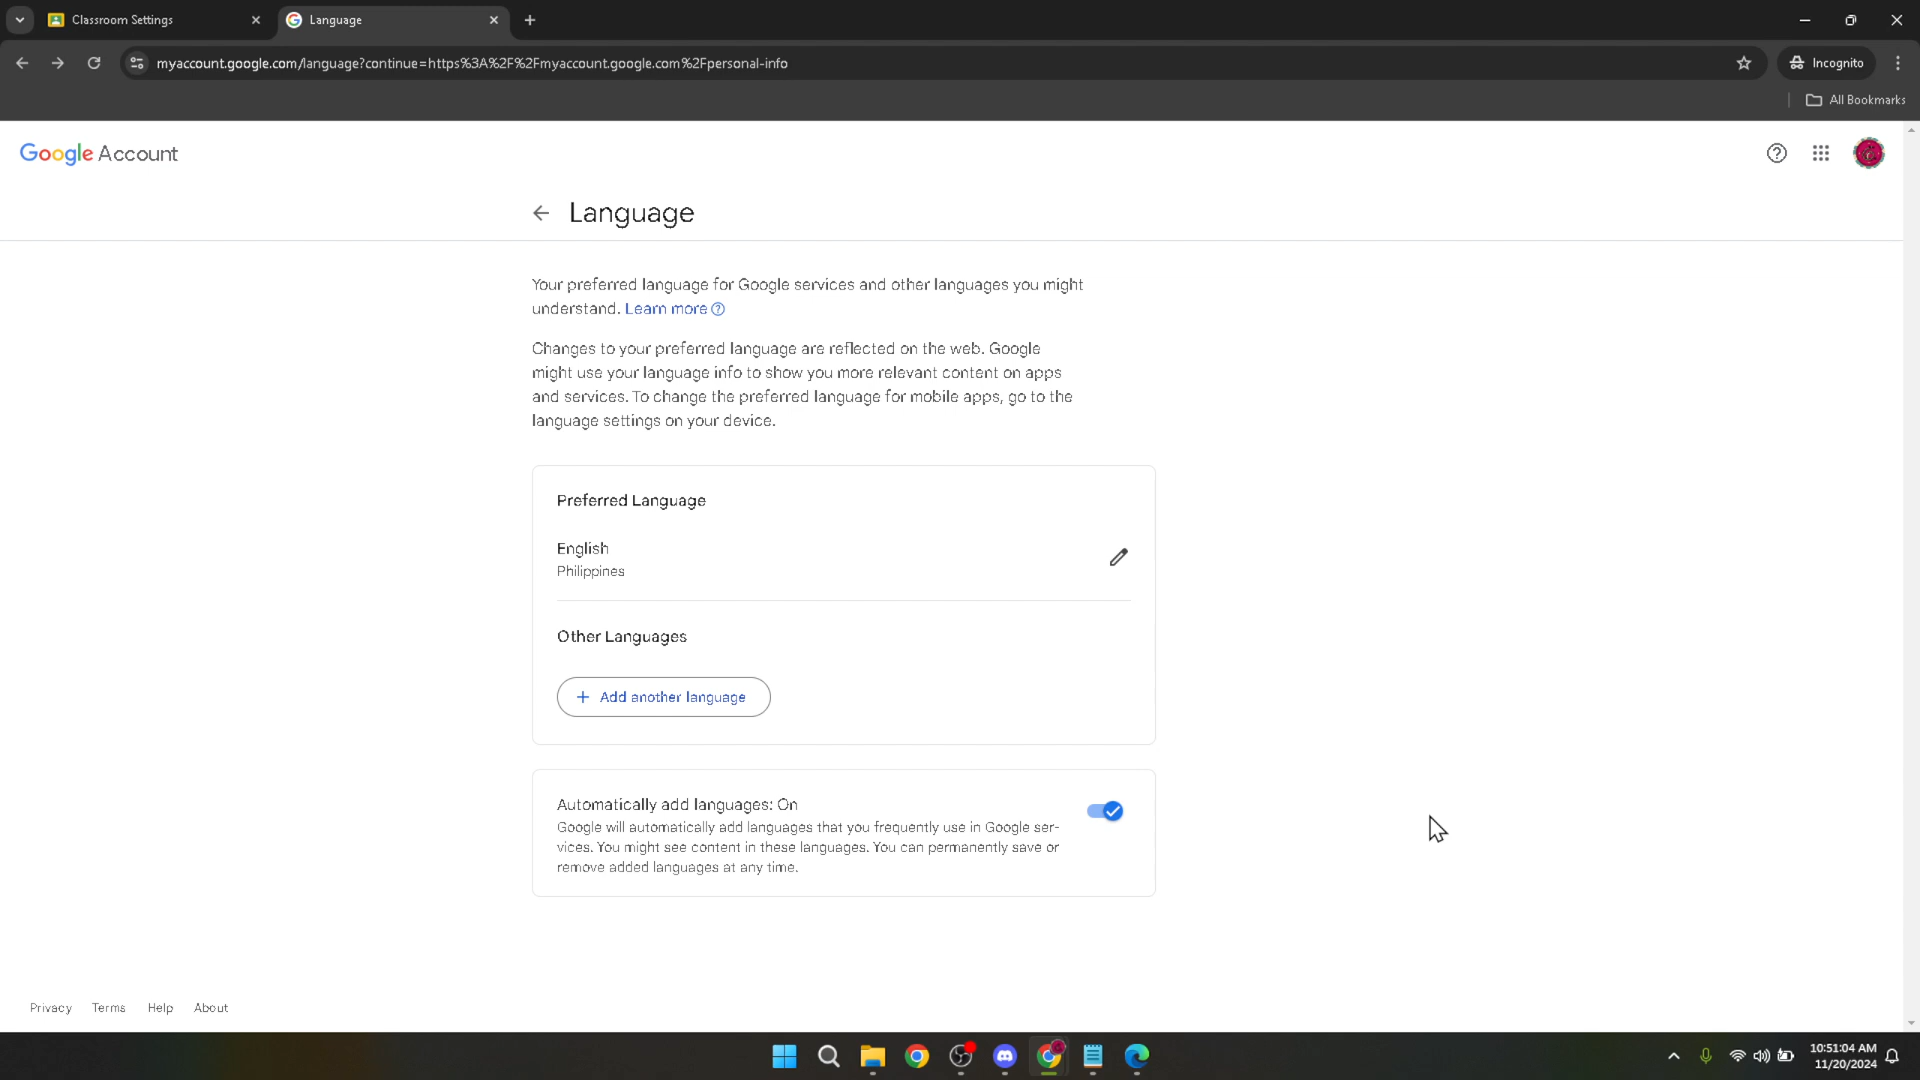 Classroom Settings
Language
myaccount.google.com/language?continue=https%3A%2F%2Fmyaccount.google.com%2Fpersonal-info
Incognito
All Bookmarks
Google Account
Language
Your preferred language for Google services and other languages you might
understand. Learn more
Changes to your preferred language are reflected on the web. Google
might use your language info to show you more relevant content on apps
and services. To change the preferred language for mobile apps, go to the
language settings on your device.
Preferred Language
English
Philippines
Other Languages
+ Add another language
Automatically add languages: On
Google will automatically add languages that you frequently use in Google ser-
vices. You might see content in these languages. You can permanently save or
remove added languages at any time.
Privacy Terms Help About
10:51:04 AM
11/20/2024